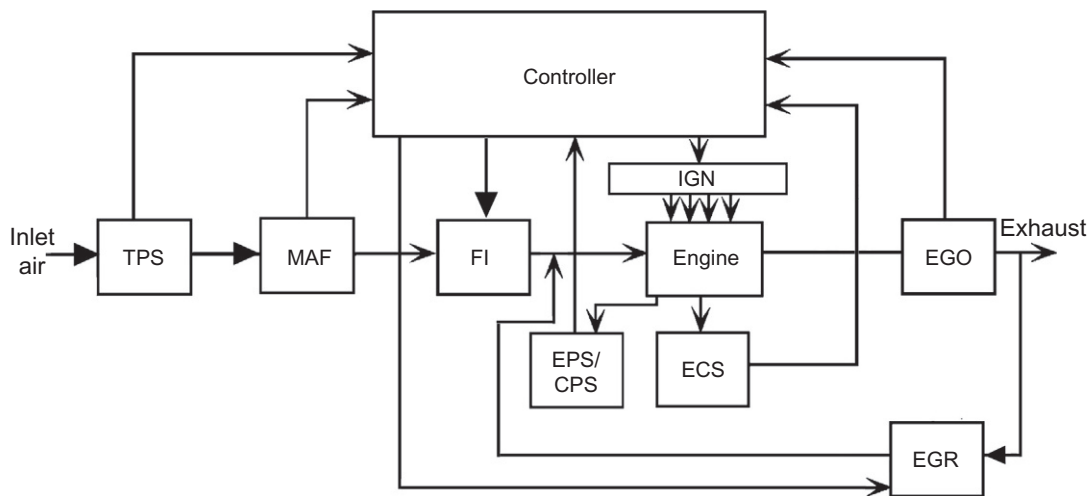 Controller
IGN
Inlet
air
TPS
MAF
FI
Engine
EGO
Exhaust
EPS/
CPS
ECS
EGR